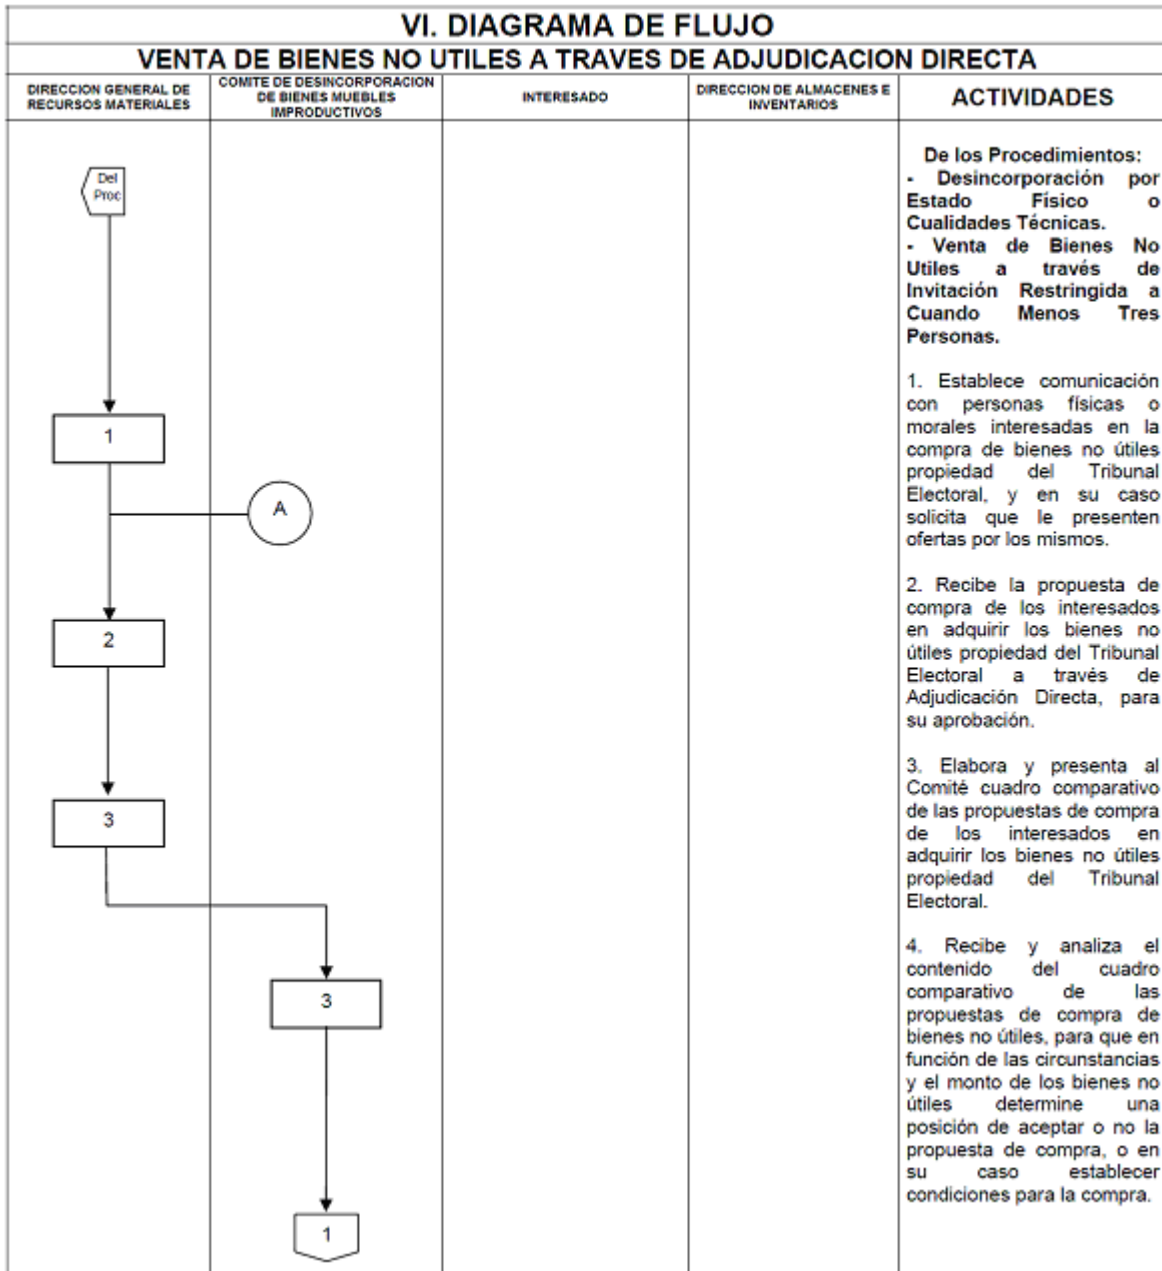 VI. DIAGRAMA DE FLUJO
VENTA DE BIENES NO UTILES A TRAVES DE ADJUDICACION DIRECTA
DIRECCION GENERAL DE
RECURSOS MATERIALES
COMITE DE DESINCORPORACION
DE BIENES MUEBLES
IMPRODUCTIVOS
INTERESADO
DIRECCION DE ALMACENES E
INVENTARIOS
ACTIVIDADES
Del
Proc
1
A
2
3
3
1
De los Procedimientos:
- Desincorporación por
Estado Físico o
Cualidades Técnicas.
- Venta de Bienes No
Utiles a través de
Invitación Restringida a
Cuando Menos Tres
Personas.
1. Establece comunicación
con personas físicas o
morales interesadas en la
compra de bienes no útiles
propiedad del Tribunal
Electoral, y en su caso
solicita que le presenten
ofertas por los mismos.
2. Recibe la propuesta de
compra de los interesados
en adquirir los bienes no
útiles propiedad del Tribunal
Electoral a través de
Adjudicación Directa, para
su aprobación.
3. Elabora y presenta al
Comité cuadro comparativo
de las propuestas de compra
de los interesados en
adquirir los bienes no útiles
propiedad del Tribunal
Electoral.
4. Recibe y analiza el
contenido del cuadro
comparativo de las
propuestas de compra de
bienes no útiles, para que en
función de las circunstancias
y el monto de los bienes no
útiles determine una
posición de aceptar o no la
propuesta de compra, o en
su caso establecer
condiciones para la compra.